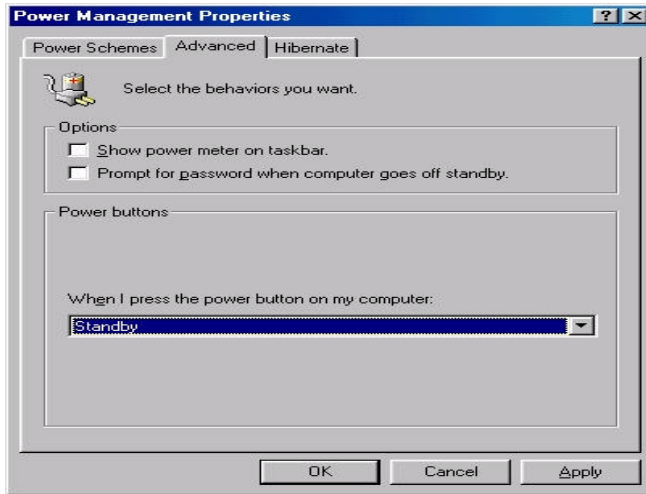 Power Management Properties
Power Schemes
Advanced
Hibernate
Select the behaviors you want.
Options
Show power meter on taskbar.
Prompt for password when computer goes off standby.
Power buttons
When I press the power button on my computer:
Standby
OK
Cancel
Apply